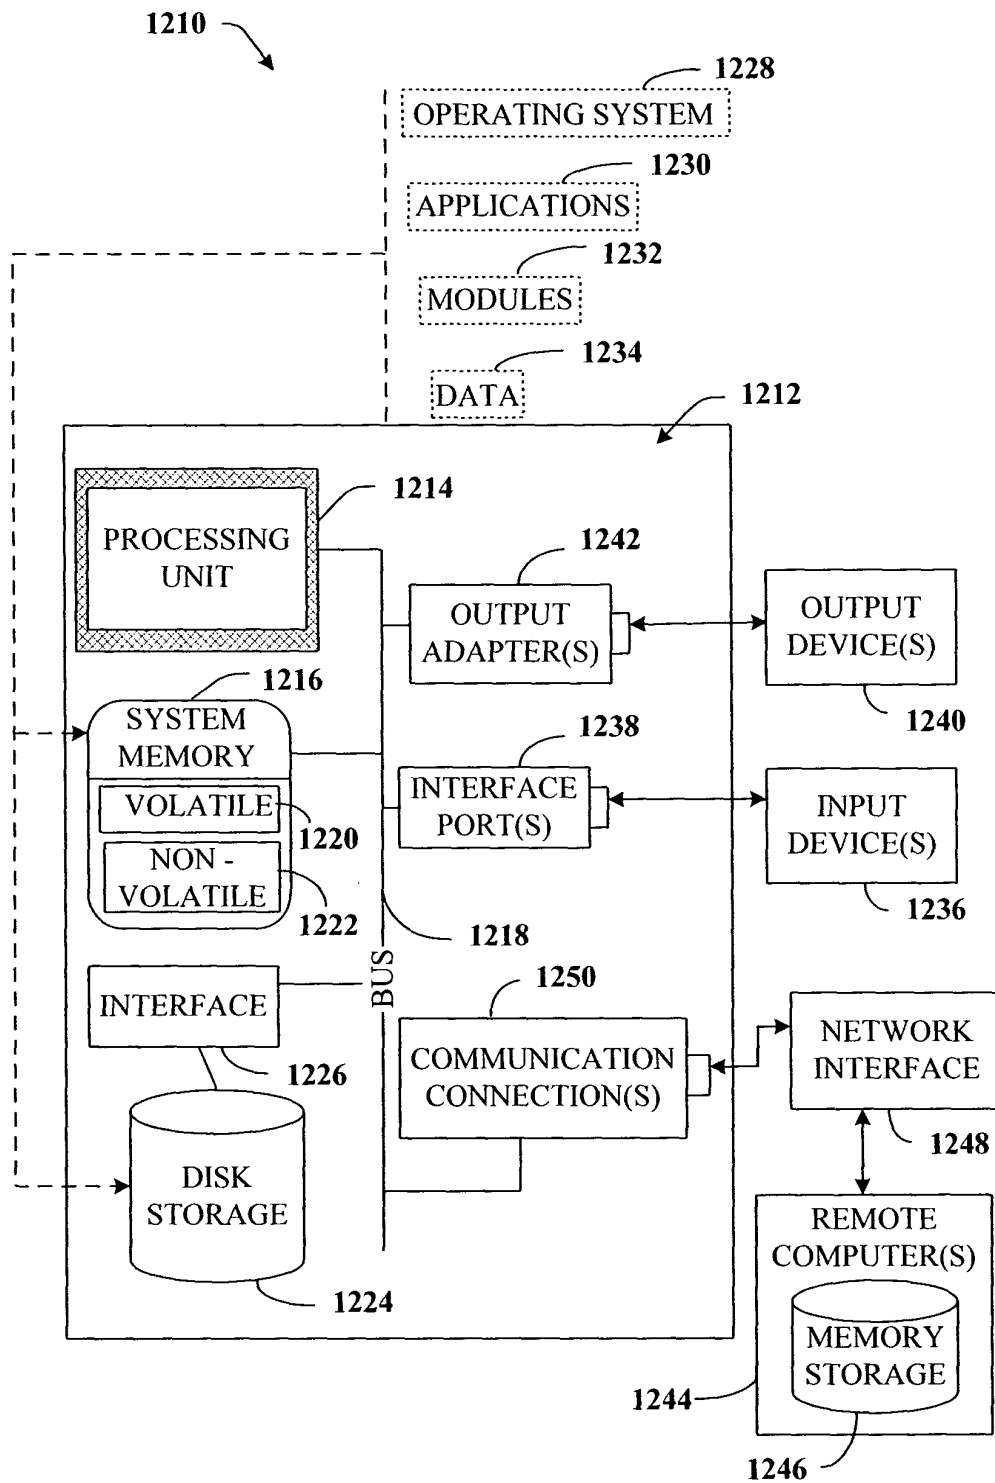 1210
1228
OPERATING SYSTEM
1230
APPLICATIONS
1232
MODULES
1234
DATA
1212
1214
PROCESSING
UNIT
1242
OUTPUT
ADAPTER(S)
OUTPUT
DEVICE(S)
1240
1216
SYSTEM
MEMORY
VOLATILE
1220
NON -
VOLATILE
1222
1238
INTERFACE
PORT(S)
INPUT
DEVICE(S)
1236
1218
BUS
INTERFACE
1226
1250
COMMUNICATION
CONNECTION(S)
NETWORK
INTERFACE
1248
DISK
STORAGE
1224
REMOTE
COMPUTER(S)
MEMORY
STORAGE
1244
1246